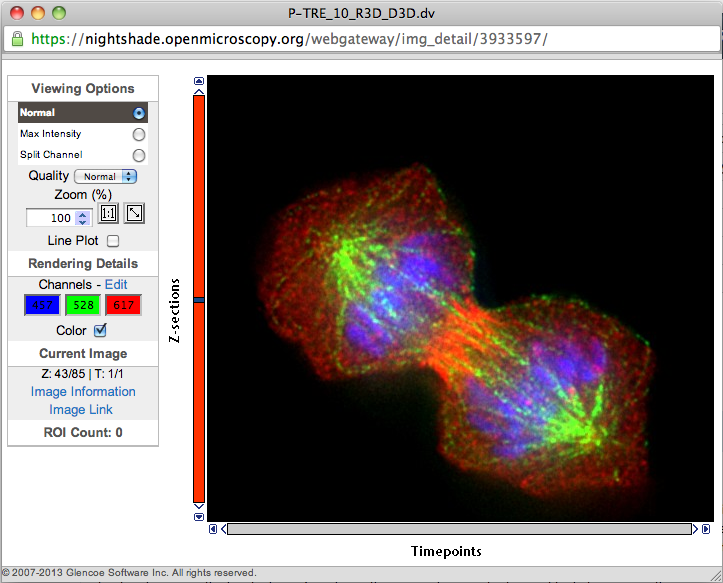 P-TRE_10_R3D_D3D.dv
https://nightshade.openmicroscopy.org/webgateway/img_detail/3933597/
Viewing Options
Normal
Max Intensity
Split Channel
Quality Normal
Zoom (%)
100 1:1
Line Plot
Rendering Details
Channels - Edit
457 528 617
Color
Current Image
Z: 43/85 | T: 1/1
Image Information
Image Link
ROI Count: 0
Z-sections
Timepoints
© 2007-2013 Glencoe Software Inc. All rights reserved.